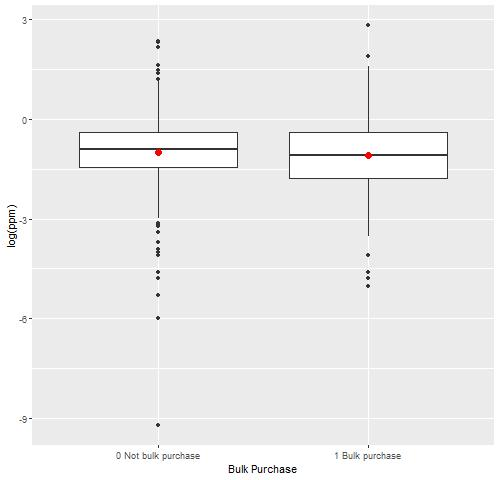 3
0
-3
-6
-9
log(ppm)
0 Not bulk purchase
1 Bulk purchase
Bulk Purchase